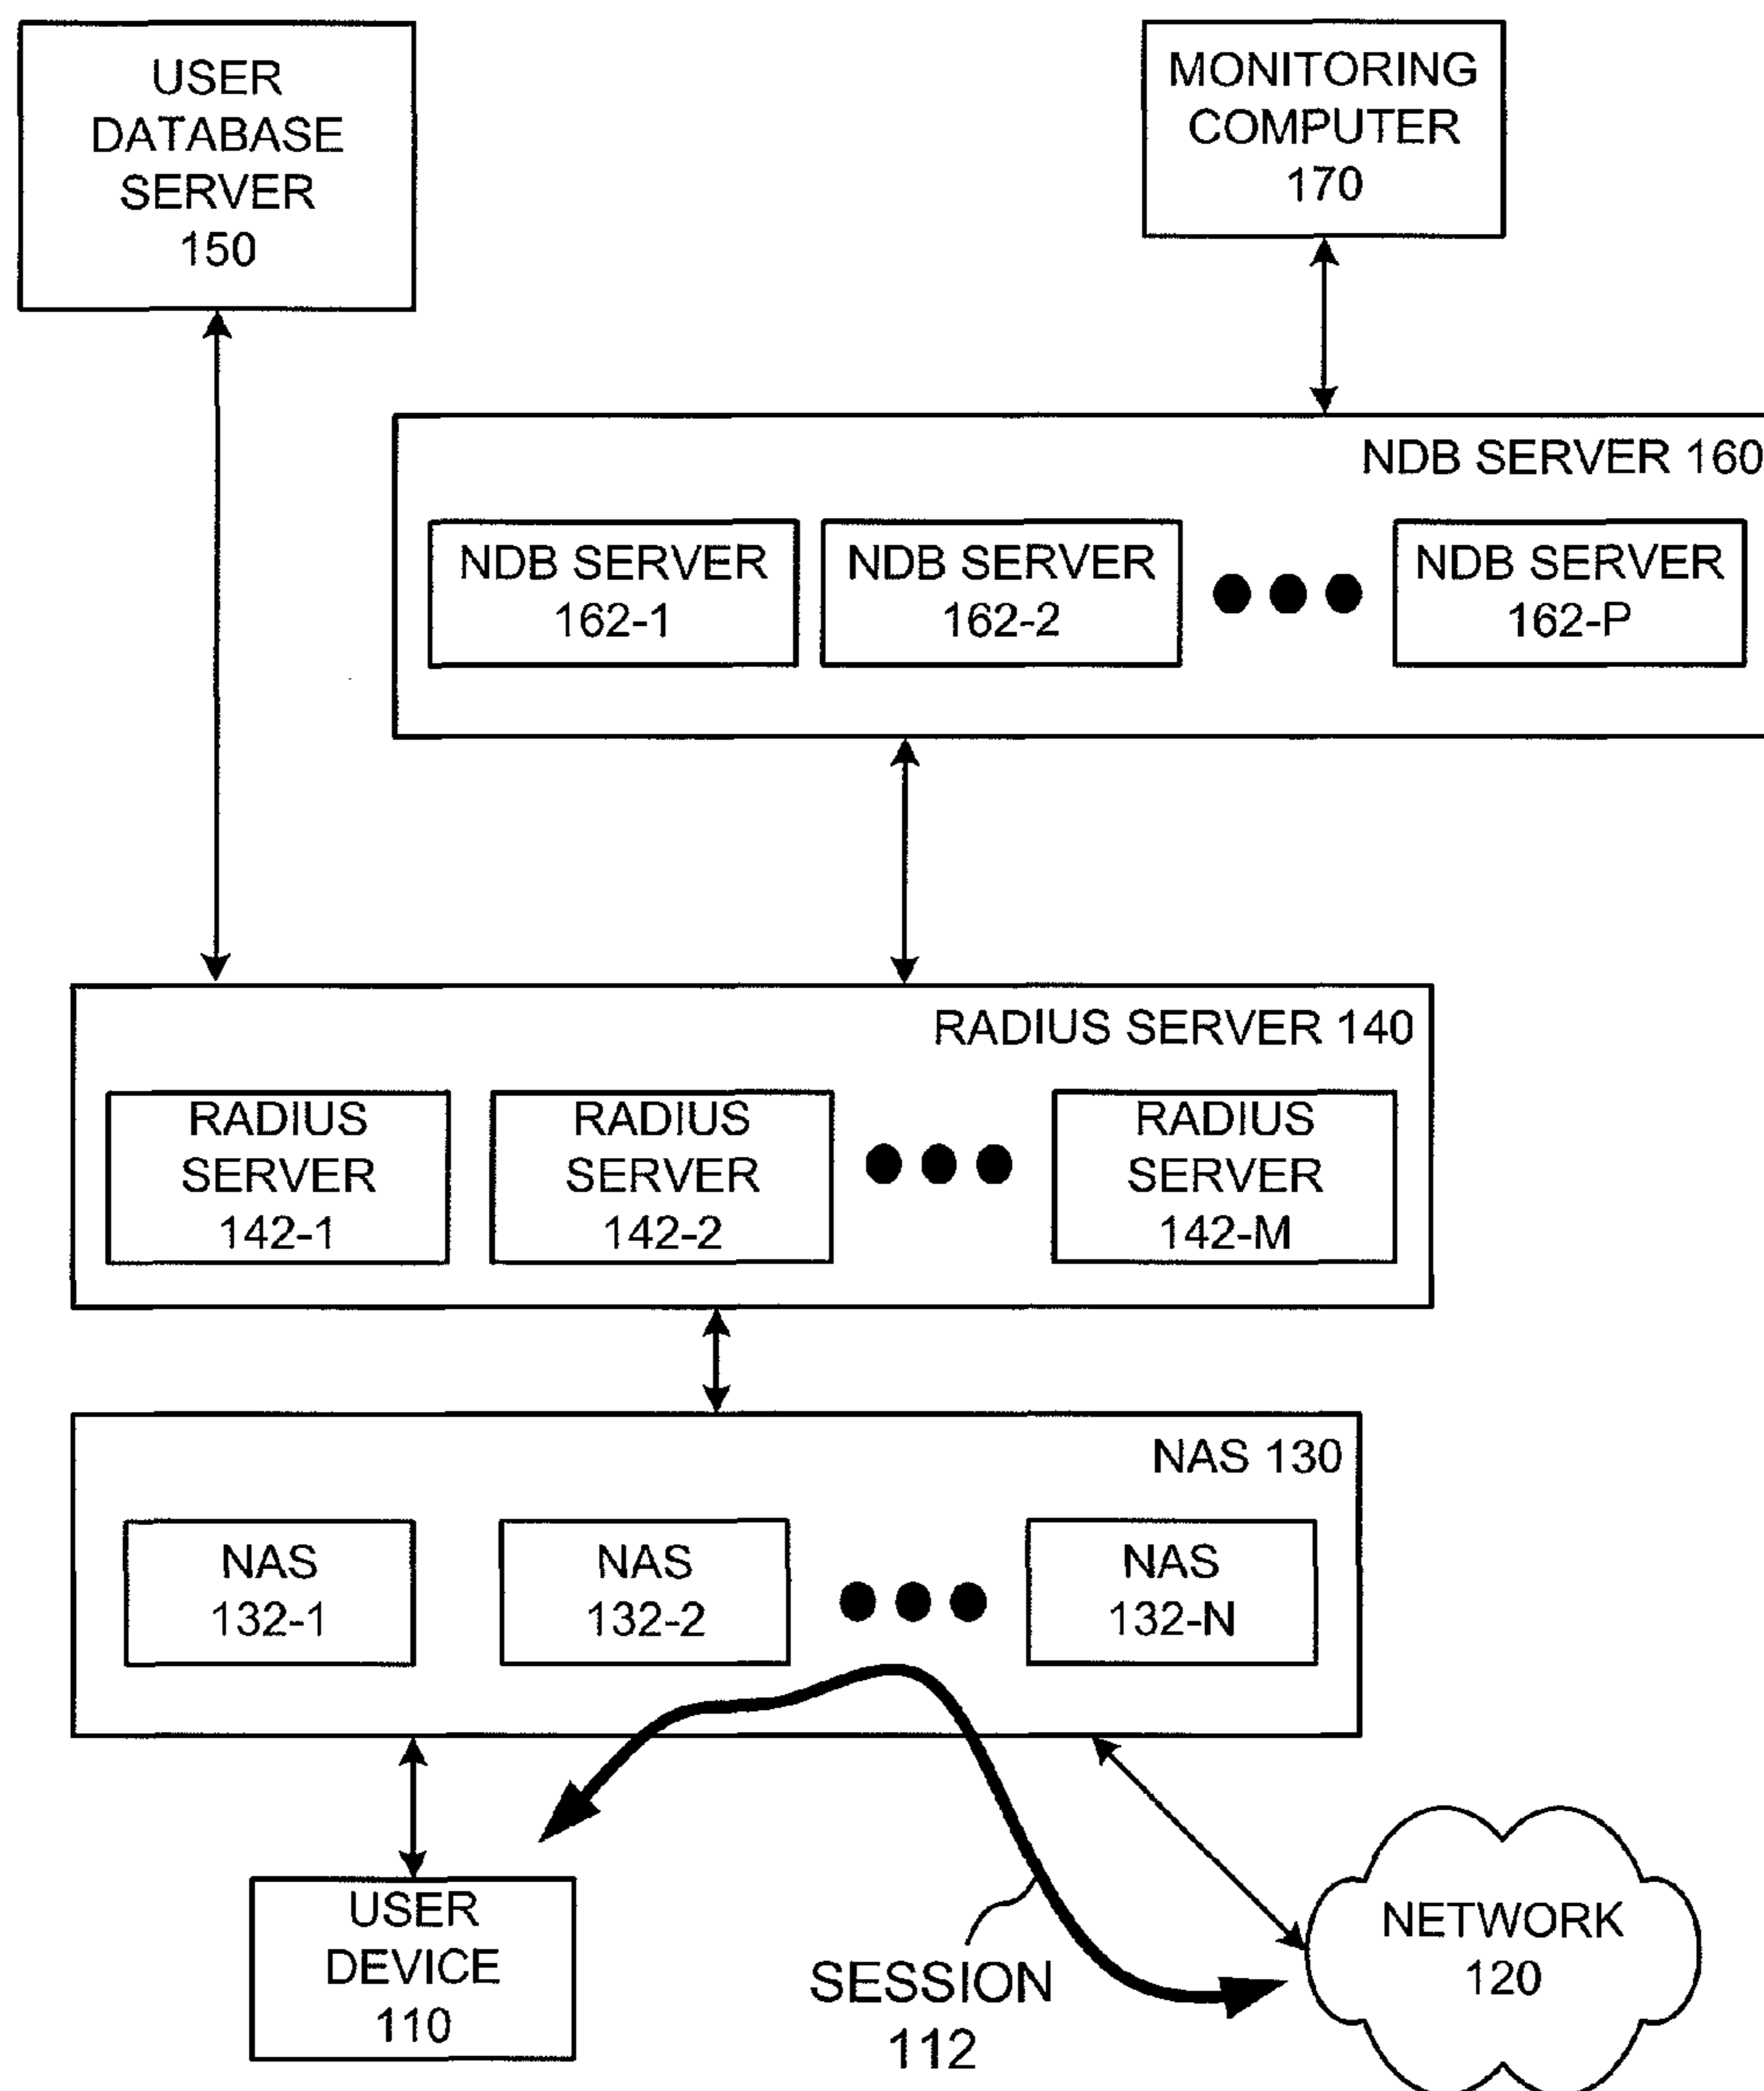 USER
DATABASE
SERVER
150
MONITORING
COMPUTER
170
NDB SERVER 160
NDB SERVER
162-1
NDB SERVER
162-2
NDB SERVER
162-P
RADIUS SERVER 140
RADIUS
SERVER
142-1
RADIUS
SERVER
142-2
RADIUS
SERVER
142-M
NAS 130
NAS
132-1
NAS
132-2
NAS
132-N
USER
DEVICE
110
SESSION
112
NETWORK
120